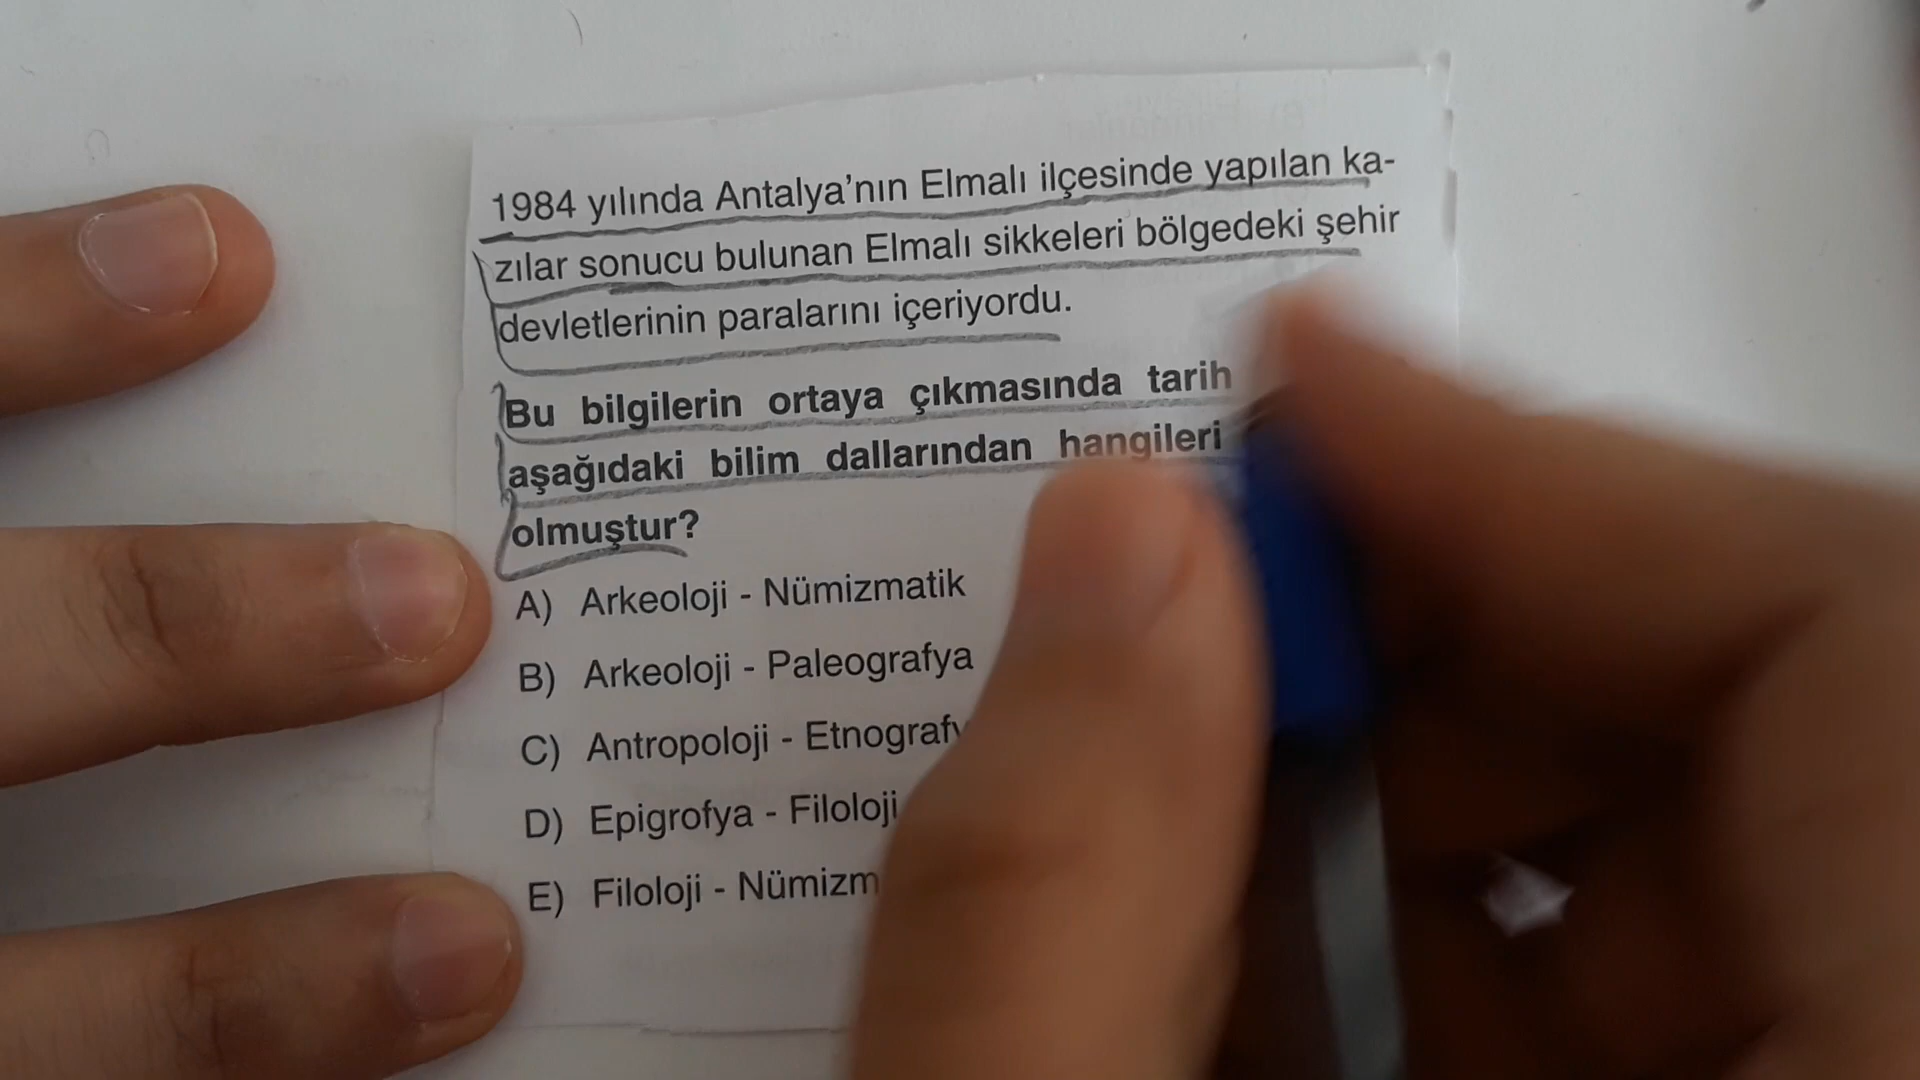 1984 yılında Antalya'nın Elmalı ilçesinde yapılan ka-
zılar sonucu bulunan Elmalı sikkeleri bölgedeki şehir
devletlerinin paralarını içeriyordu.
Bu bilgilerin ortaya çıkmasında tarih
aşağıdaki bilim dallarından hangileri
olmuştur?
A) Arkeoloji - Nümizmatik
B) Arkeoloji - Paleografya
C) Antropoloji - Etnografy
D) Epigrofya - Filoloji
E) Filoloji - Nümizm